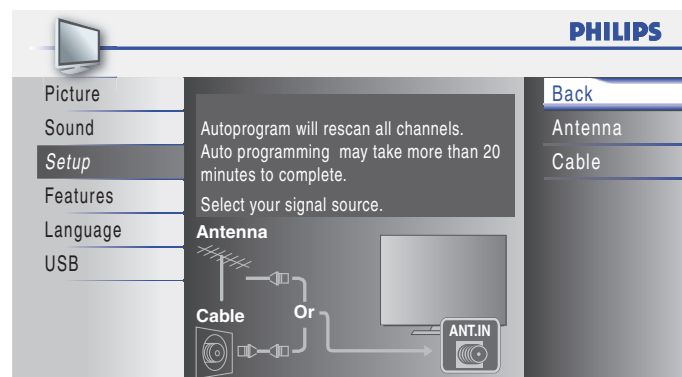 PHILIPS
Picture
Sound
Setup
Features
Language
USB
Autoprogram will rescan all channels.
Auto programming may take more than 20
minutes to complete.
Select your signal source.
Antenna
Cable
Or
ANT.IN
Back
Antenna
Cable